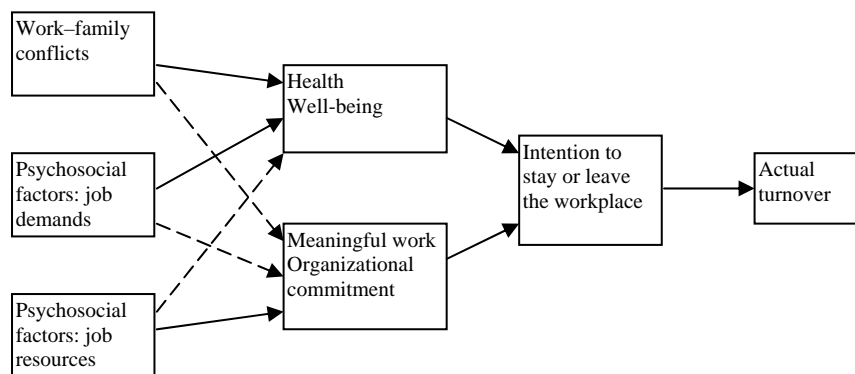 Work–family
conflicts
Health
Well-being
Psychosocial
factors: job
demands
Intention to
stay or leave
the workplace
Actual
turnover
Meaningful work
Organizational
commitment
Psychosocial
factors: job
resources